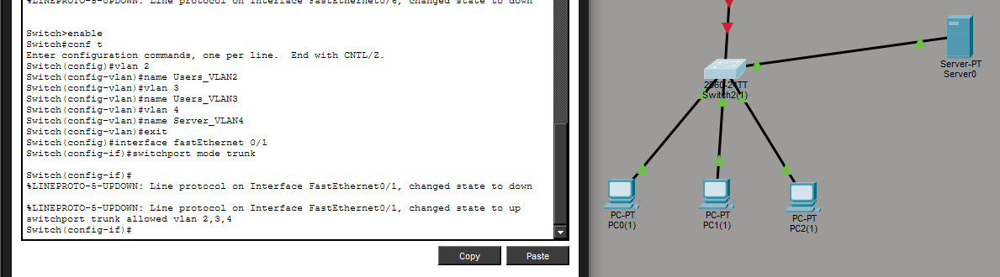 %LINEPROTO-5-UPDOWN: Line protocol on Interface FastEthernet0/6, changed state to down
Switch>enable
Switch#conf t
Enter configuration commands, one per line.  End with CNTL/Z.
Switch(config)#vlan 2
Switch(config-vlan)#name Users_VLAN2
Switch(config-vlan)#vlan 3
Switch(config-vlan)#name Users_VLAN3
Switch(config-vlan)#vlan 4
Switch(config-vlan)#name Server_VLAN4
Switch(config-vlan)#exit
Switch(config)#interface fastEthernet 0/1
Switch(config-if)#switchport mode trunk
Switch(config-if)#
%LINEPROTO-5-UPDOWN: Line protocol on Interface FastEthernet0/1, changed state to down
%LINEPROTO-5-UPDOWN: Line protocol on Interface FastEthernet0/1, changed state to up
switchport trunk allowed vlan 2,3,4
Switch(config-if)#
Copy
Paste
Server-PT
Server0
2960-24TT
Switch2(1)
PC-PT
PC0(1)
PC-PT
PC1(1)
PC-PT
PC2(1)